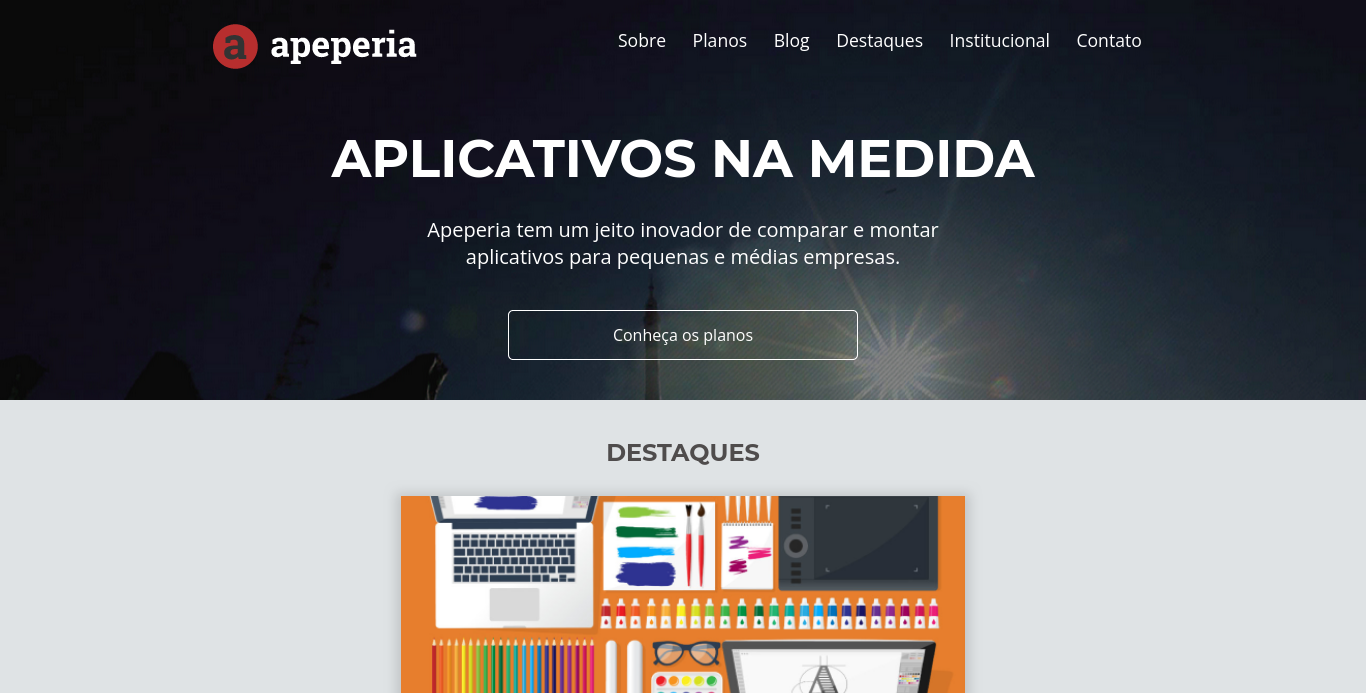 a apeperia
Sobre Planos Blog Destaques Institucional Contato
APLICATIVOS NA MEDIDA
Apeperia tem um jeito inovador de comparar e montar
aplicativos para pequenas e médias empresas.
Conheça os planos
DESTAQUES